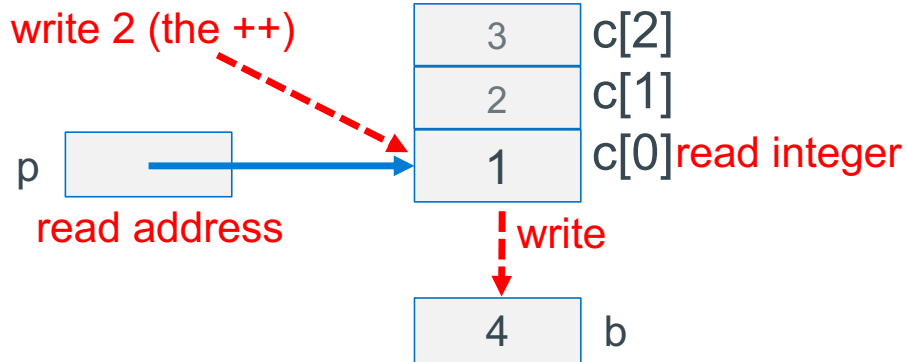 write 2 (the ++)
3 c[2]
2 c[1]
p 1 c[0] read integer
read address
write
4 b